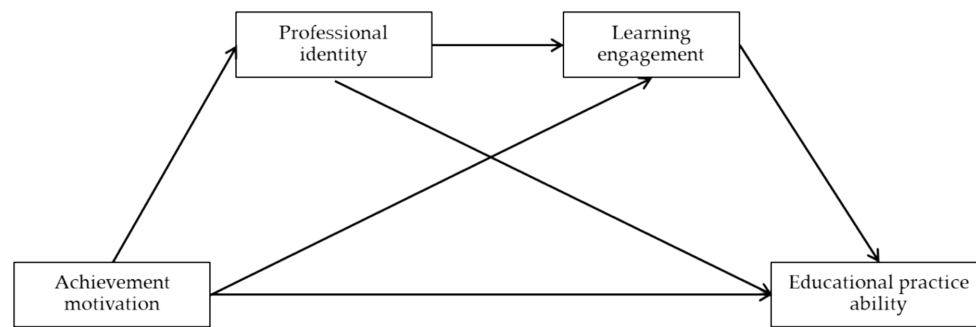 Professional
identity
Learning
engagement
Achievement
motivation
Educational practice
ability